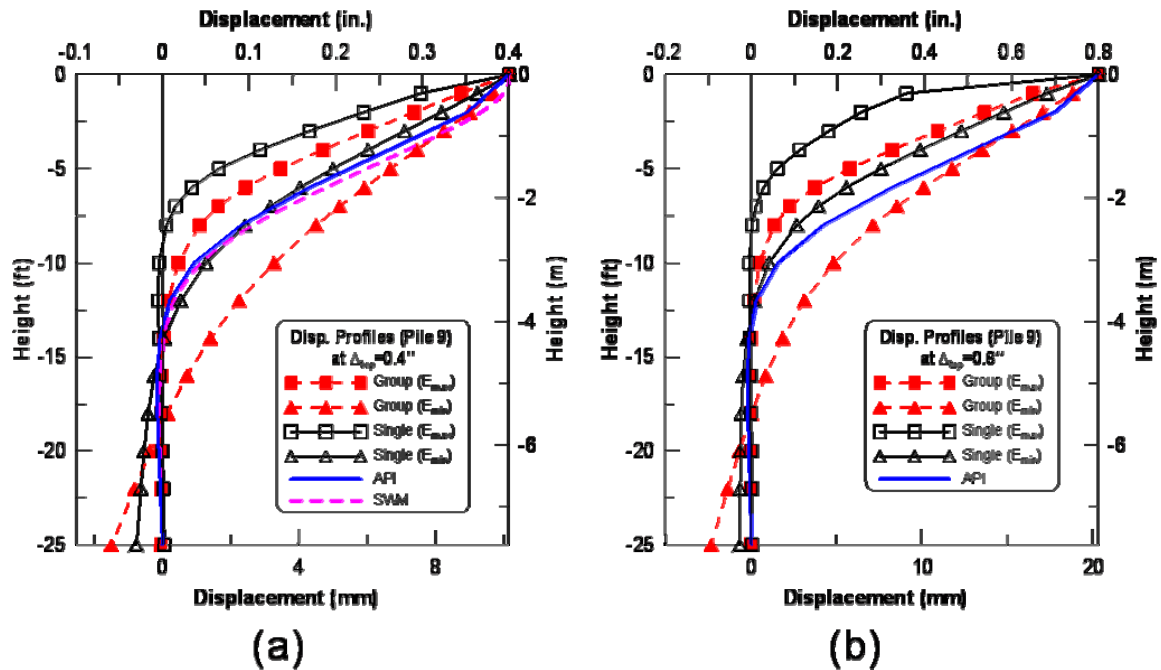 Displacement (in.)
-0.1 0 0.1 0.2 0.3 0.4
0
-5
-10
-15
-20
-25
Height (ft)
0
-2
-4
-6
Height (m)
Disp. Profiles (Pile 9)
at Δtop=0.4"
Group (Emax)
Group (Emin)
Single (Emax)
Single (Emin)
API
SWM
0 4 8
Displacement (mm)
(a)
Displacement (in.)
-0.2 0 0.2 0.4 0.6 0.8
0
-5
-10
-15
-20
-25
Height (ft)
0
-2
-4
-6
Height (m)
Disp. Profiles (Pile 9)
Group (Emax)
Group (Emin)
Single (Emax)
Single (Emin)
API
0 10 20
Displacement (mm)
(b)